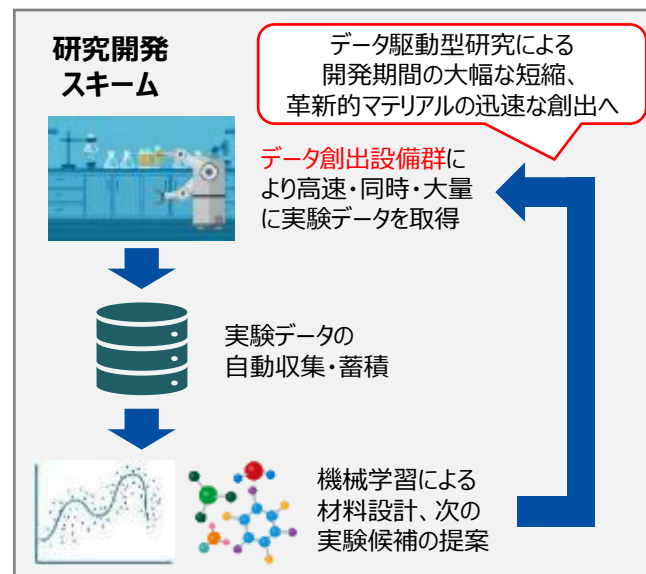 研究開発
スキーム
データ駆動型研究による
開発期間の大幅な短縮、
革新的マテリアルの迅速な創出へ
データ創出設備群に
より高速・同時・大量
に実験データを取得
実験データの
自動収集・蓄積
機械学習による
材料設計、次の
実験候補の提案